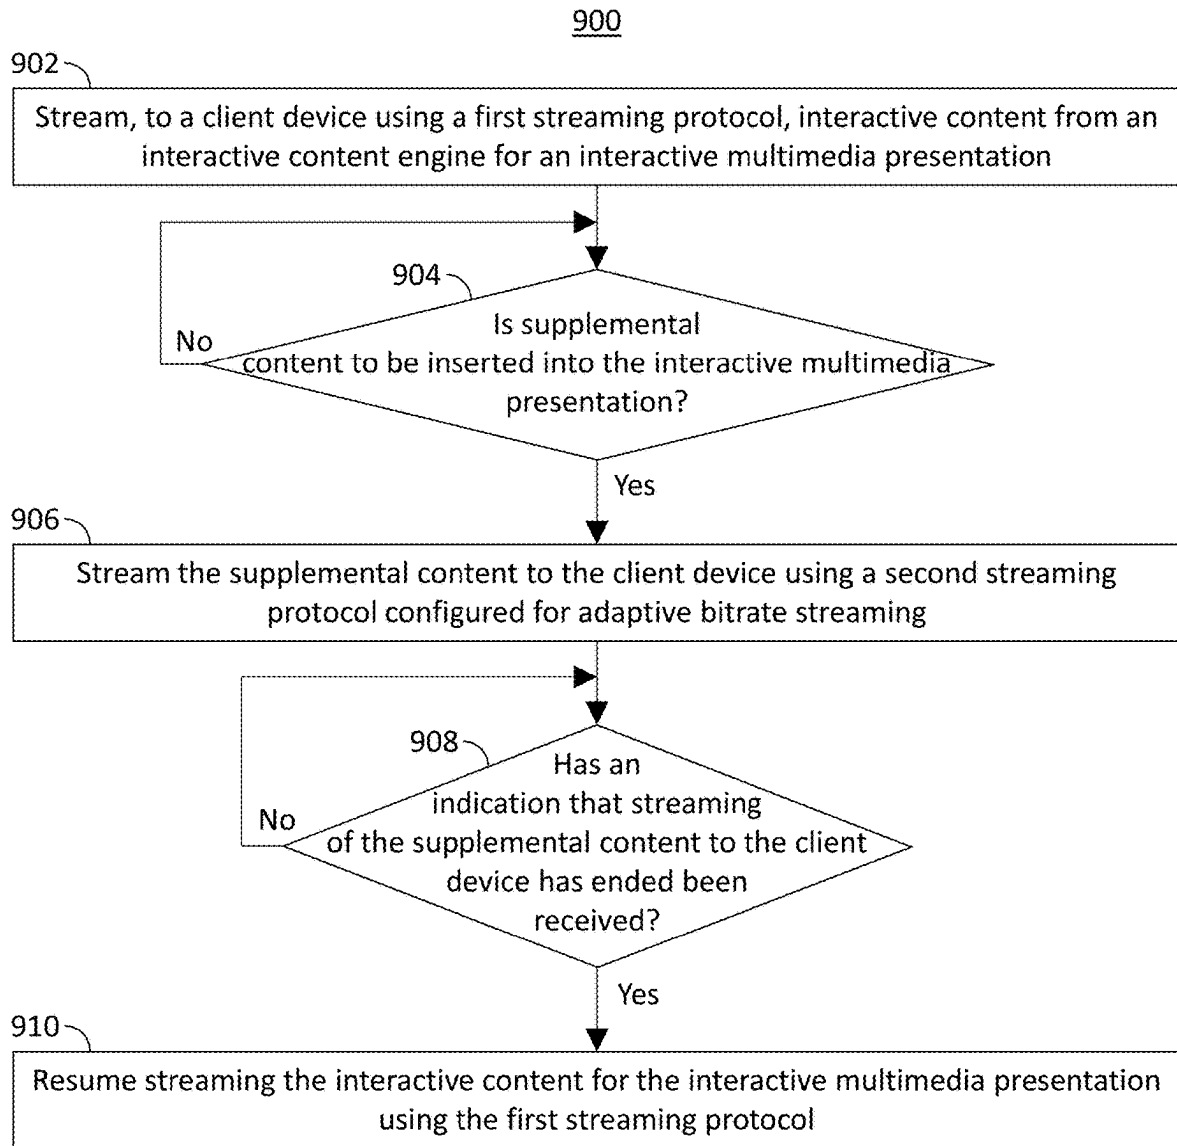 900
902
Stream, to a client device using a first streaming protocol, interactive content from an
interactive content engine for an interactive multimedia presentation
904
Is supplemental
content to be inserted into the interactive multimedia
presentation?
No
Yes
906
Stream the supplemental content to the client device using a second streaming
protocol configured for adaptive bitrate streaming
908
Has an
indication that streaming
of the supplemental content to the client
device has ended been
received?
No
Yes
910
Resume streaming the interactive content for the interactive multimedia presentation
using the first streaming protocol